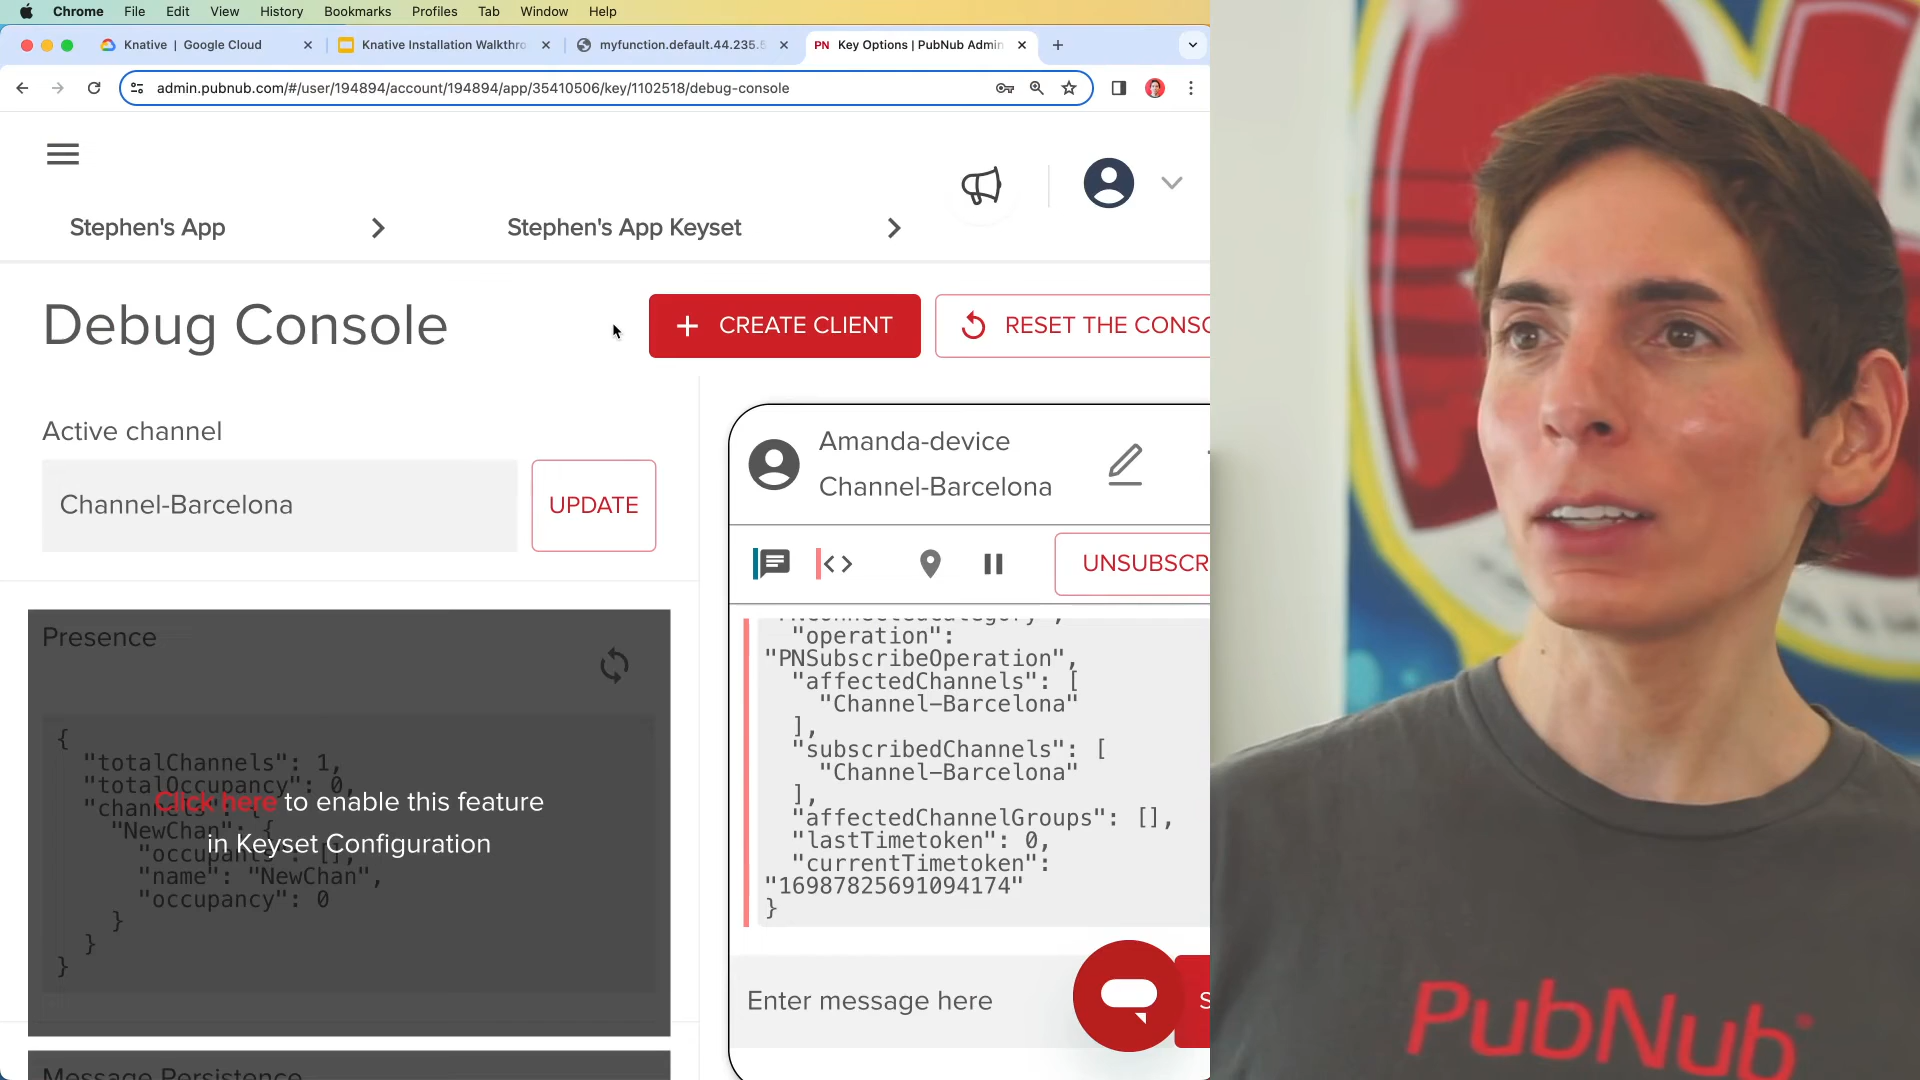 Chrome File Edit View History Bookmarks Profiles Tab Window Help
Knative | Google Cloud
Knative Installation Walkthro
myfunction.default.44.235.5
PN Key Options | PubNub Admin
admin.pubnub.com/#/user/194894/account/194894/app/35410506/key/1102518/debug-console
Stephen's App
Stephen's App Keyset
Debug Console
+ CREATE CLIENT
RESET THE CONSO
Active channel
Channel-Barcelona
UPDATE
Presence
{
"totalChannels": 1,
"totalOccupancy": 0,
"channels": {
"NewChan": {
"occupants": [],
"name": "NewChan",
"occupancy": 0
}
}
}
Click here to enable this feature
in Keyset Configuration
Message Persistence
Amanda-device
Channel-Barcelona
UNSUBSCR
"operation":
"PNSubscribeOperation",
"affectedChannels": [
"Channel-Barcelona"
],
"subscribedChannels": [
"Channel-Barcelona"
],
"affectedChannelGroups": [],
"lastTimetoken": 0,
"currentTimetoken":
"16987825691094174"
}
Enter message here
S
PubNub